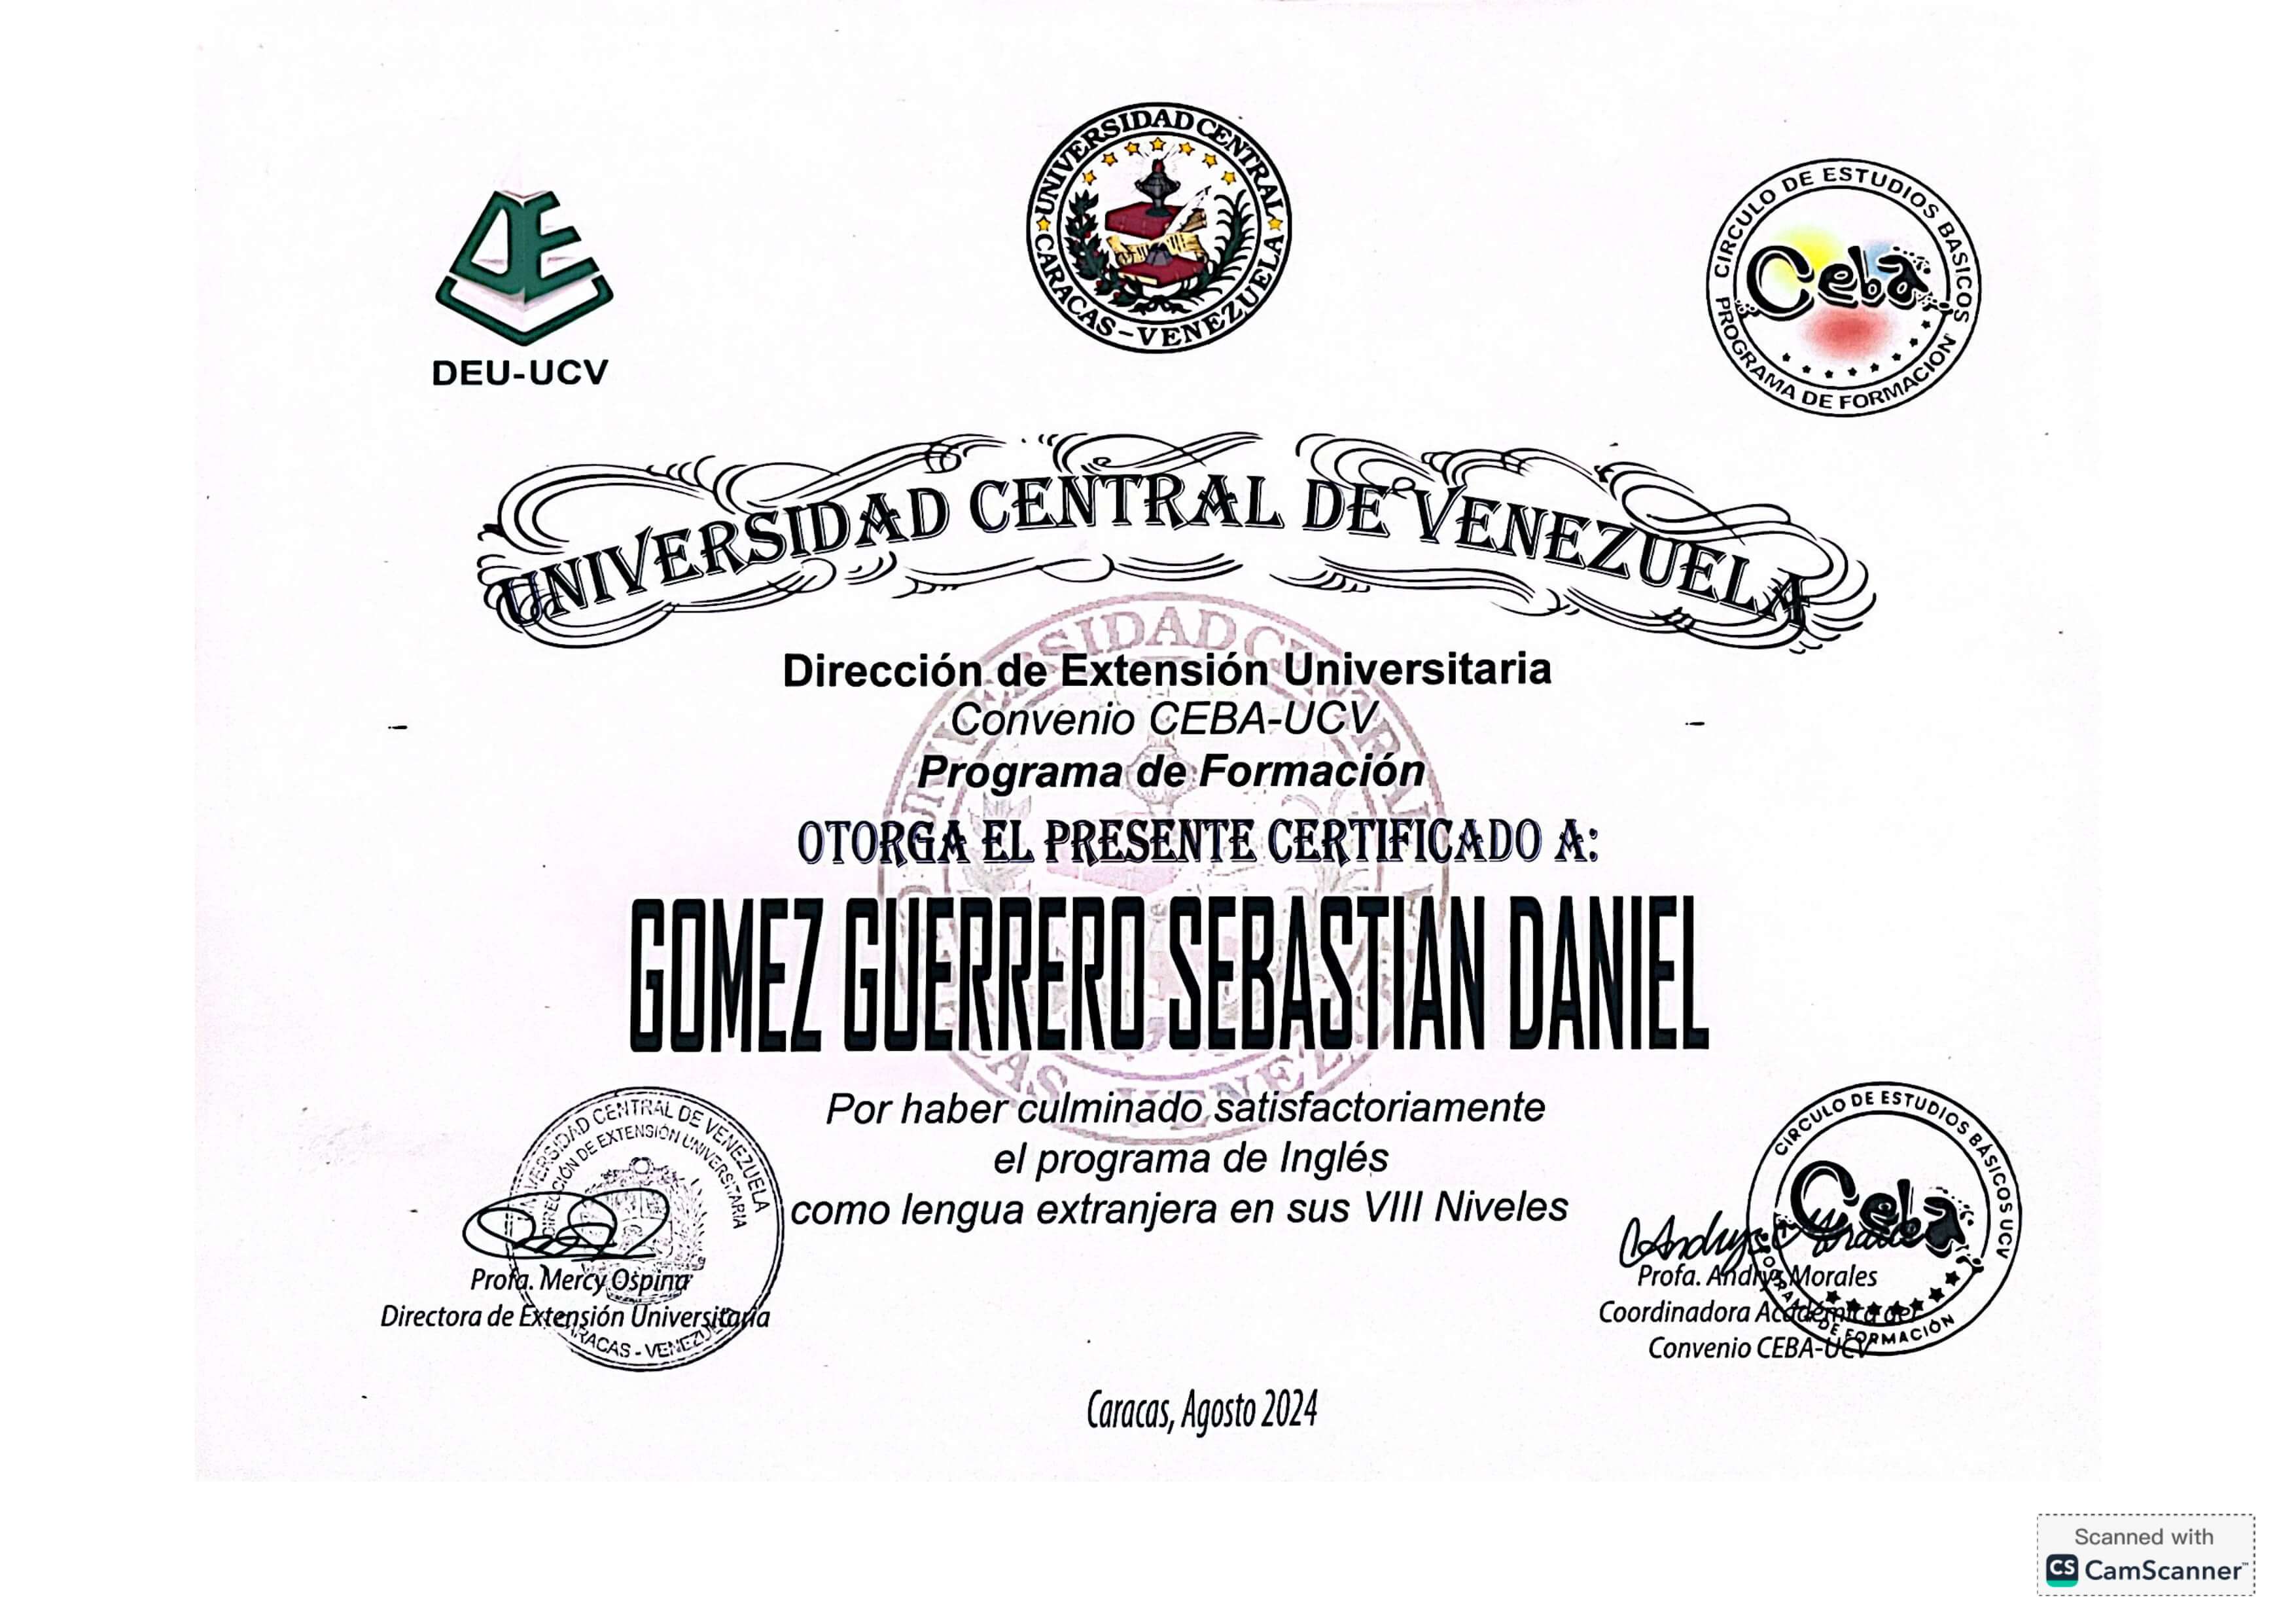 UNIVERSIDAD CENTRAL
CARACAS - VENEZUELA
DEU-UCV
CIRCULO DE ESTUDIOS BASICOS
Ceba
PROGRAMA DE FORMACION
UNIVERSIDAD CENTRAL DE VENEZUELA
Dirección de Extensión Universitaria
Convenio CEBA-UCV
Programa de Formación
OTORGA EL PRESENTE CERTIFICADO A:
GOMEZ GUERRERO SEBASTIAN DANIEL
Por haber culminado satisfactoriamente
el programa de Inglés
como lengua extranjera en sus VIII Niveles
UNIVERSIDAD CENTRAL DE VENEZUELA
DIRECCIÓN DE EXTENSIÓN UNIVERSITARIA
CARACAS - VENEZUELA
Profa. Mercy Ospina
Directora de Extensión Universitaria
CIRCULO DE ESTUDIOS BÁSICOS UCV
Ceba
PROGRAMA DE FORMACIÓN
Profa. Andrys Morales
Coordinadora Académica del
Convenio CEBA-UCV
Caracas, Agosto 2024
Scanned with
CS CamScanner